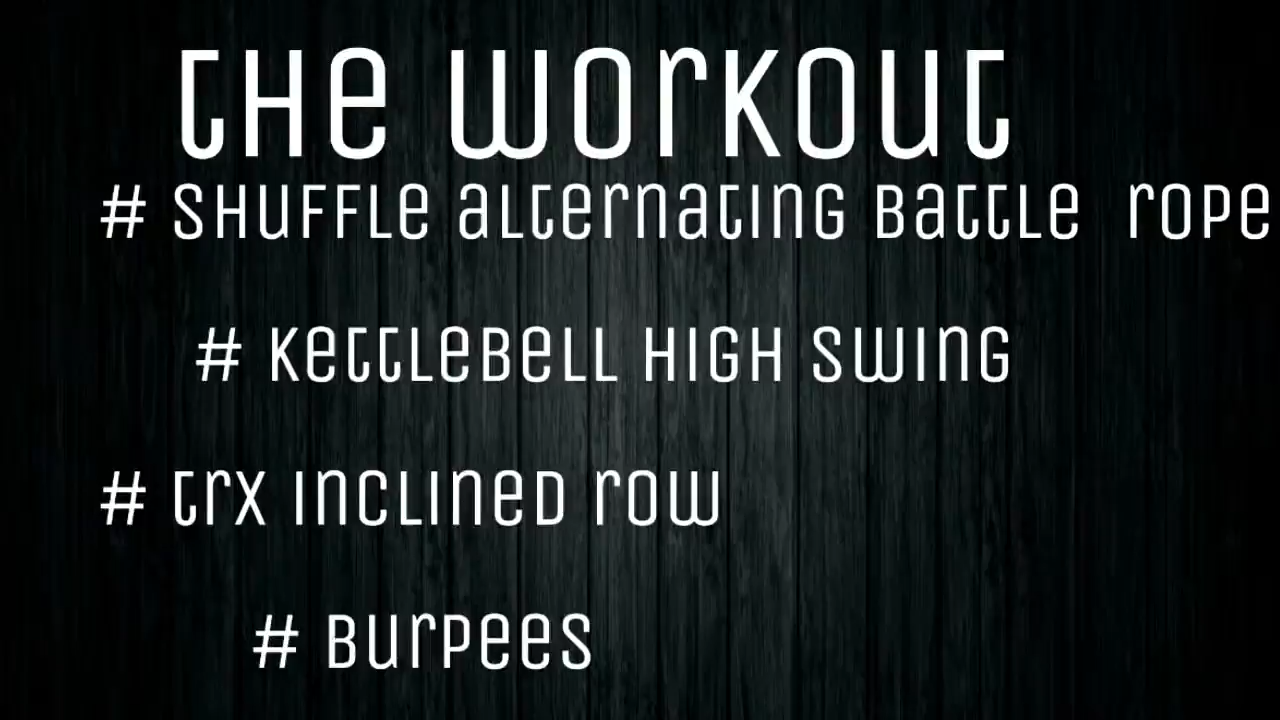 the workout
# shuffle alternating battle rope
# kettlebell high swing
# trx inclined row
# burpees